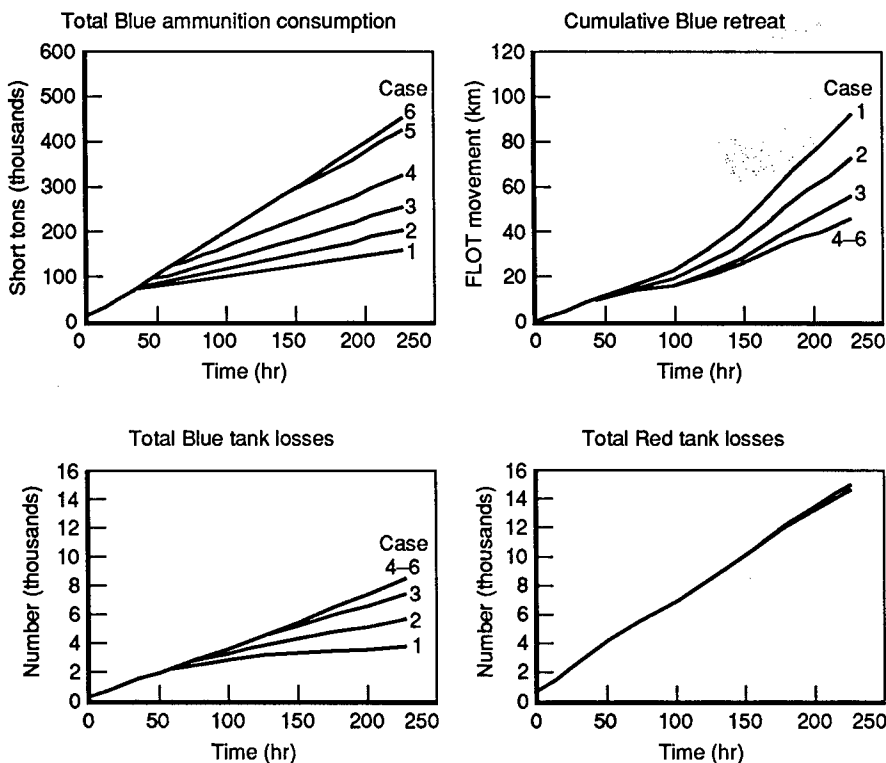 Total Blue ammunition consumption
Short tons (thousands)
600
500
400
300
200
100
0
Case
6
5
4
3
2
1
0 50 100 150 200 250
Time (hr)
Cumulative Blue retreat
FLOT movement (km)
120
100
80
60
40
20
0
Case
1
2
3
4–6
0 50 100 150 200 250
Time (hr)
Total Blue tank losses
Number (thousands)
16
14
12
10
8
6
4
2
0
Case
4–6
3
2
1
0 50 100 150 200 250
Time (hr)
Total Red tank losses
Number (thousands)
16
14
12
10
8
6
4
2
0
0 50 100 150 200 250
Time (hr)